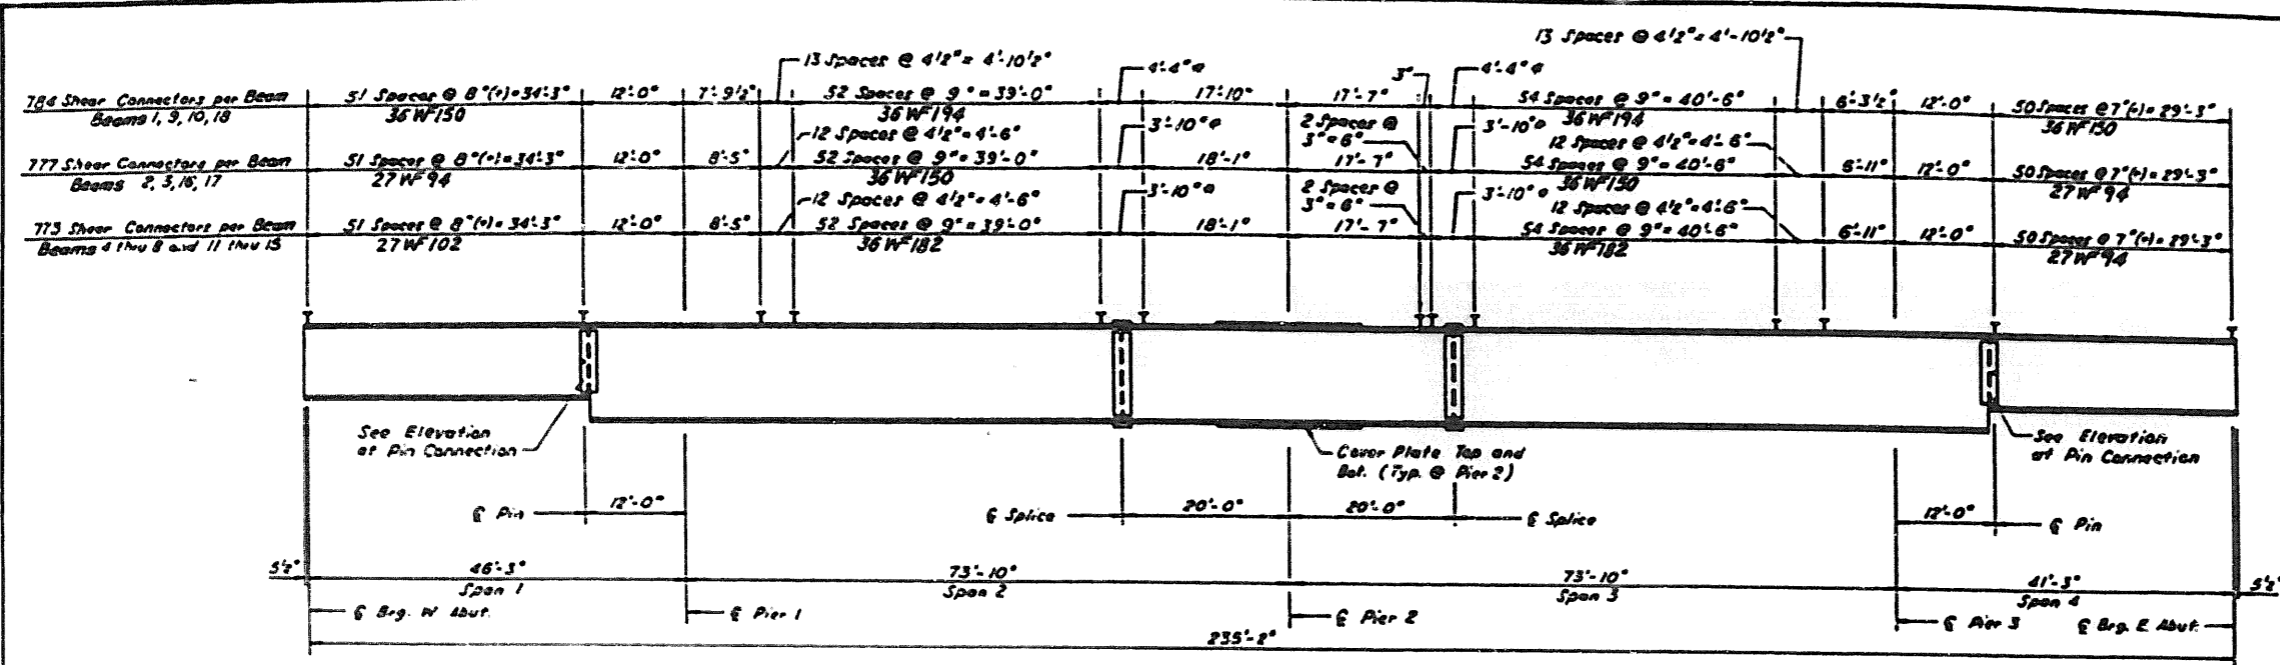 13 Spaces @ 4½" = 4'-10½"
13 Spaces @ 4½" = 4'-10½"
4'-4" ¢
3"
4'-4" ¢
784 Shear Connectors per Beam
Beams 1, 9, 10, 18
51 Spaces @ 8"(+) = 34'-3"
36 WF 150
12'-0"
7'-9½"
52 Spaces @ 9" = 39'-0"
36 WF 194
17'-10"
17'-7"
54 Spaces @ 9" = 40'-6"
36 WF 194
6'-3½"
12'-0"
50 Spaces @ 7"(+) = 29'-3"
36 WF 150
12 Spaces @ 4½" = 4'-6"
3'-10" ¢
2 Spaces @
3" = 6"
3'-10" ¢
12 Spaces @ 4½" = 4'-6"
777 Shear Connectors per Beam
Beams 2, 3, 16, 17
51 Spaces @ 8"(+) = 34'-3"
27 WF 94
12'-0"
8'-5"
52 Spaces @ 9" = 39'-0"
36 WF 150
18'-1"
17'-7"
54 Spaces @ 9" = 40'-6"
36 WF 150
6'-11"
12'-0"
50 Spaces @ 7"(+) = 29'-3"
27 WF 94
12 Spaces @ 4½" = 4'-6"
3'-10" ¢
2 Spaces @
3" = 6"
3'-10" ¢
12 Spaces @ 4½" = 4'-6"
773 Shear Connectors per Beam
Beams 4 thru 8 and 11 thru 15
51 Spaces @ 8"(+) = 34'-3"
27 WF 102
12'-0"
8'-5"
52 Spaces @ 9" = 39'-0"
36 WF 182
18'-1"
17'-7"
54 Spaces @ 9" = 40'-6"
36 WF 182
6'-11"
12'-0"
50 Spaces @ 7"(+) = 29'-3"
27 WF 94
See Elevation
at Pin Connection
Cover Plate Top and
Bot. (Typ. @ Pier 2)
See Elevation
at Pin Connection
℄ Pin
12'-0"
℄ Splice
20'-0"
20'-0"
℄ Splice
12'-0"
℄ Pin
5½"
46'-3"
Span 1
73'-10"
Span 2
73'-10"
Span 3
41'-3"
Span 4
5½"
℄ Brg. W. Abut.
℄ Pier 1
℄ Pier 2
℄ Pier 3
℄ Brg. E. Abut.
235'-2"